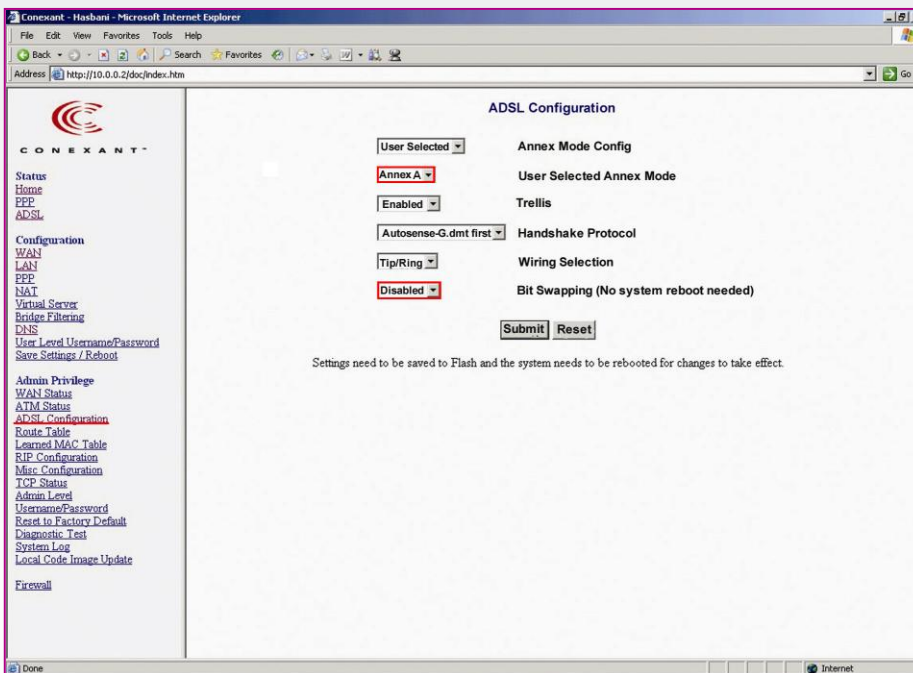 Conexant - Hasbani - Microsoft Internet Explorer
File Edit View Favorites Tools Help
Back Search Favorites
Address http://10.0.0.2/doc/index.htm Go
CONEXANT™
Status
Home
PPP
ADSL
Configuration
WAN
LAN
PPP
NAT
Virtual Server
Bridge Filtering
DNS
User Level Username/Password
Save Settings / Reboot
Admin Privilege
WAN Status
ATM Status
ADSL Configuration
Route Table
Learned MAC Table
RIP Configuration
Misc Configuration
TCP Status
Admin Level
Username/Password
Reset to Factory Default
Diagnostic Test
System Log
Local Code Image Update
Firewall
ADSL Configuration
User Selected Annex Mode Config
Annex A User Selected Annex Mode
Enabled Trellis
Autosense-G.dmt first Handshake Protocol
Tip/Ring Wiring Selection
Disabled Bit Swapping (No system reboot needed)
Submit Reset
Settings need to be saved to Flash and the system needs to be rebooted for changes to take effect.
Done Internet